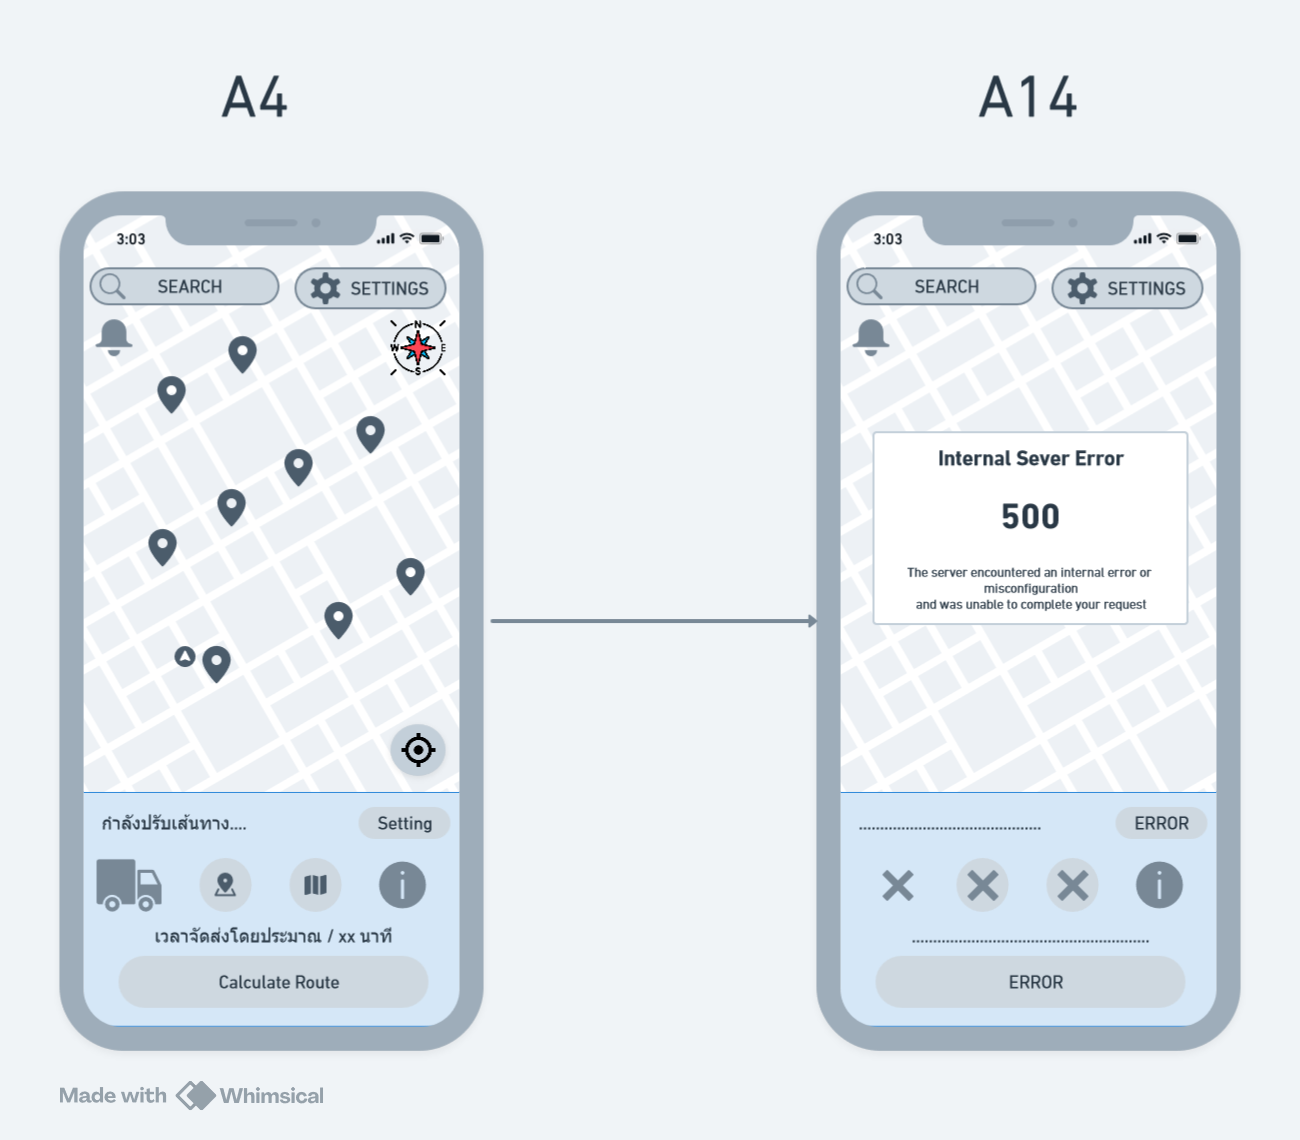 A4
A14
3:03
SEARCH
SETTINGS
N
W
E
S
กำลังปรับเส้นทาง....
Setting
เวลาจัดส่งโดยประมาณ / xx นาที
Calculate Route
3:03
SEARCH
SETTINGS
Internal Sever Error
500
The server encountered an internal error or
misconfiguration
and was unable to complete your request
ERROR
ERROR
Made with Whimsical